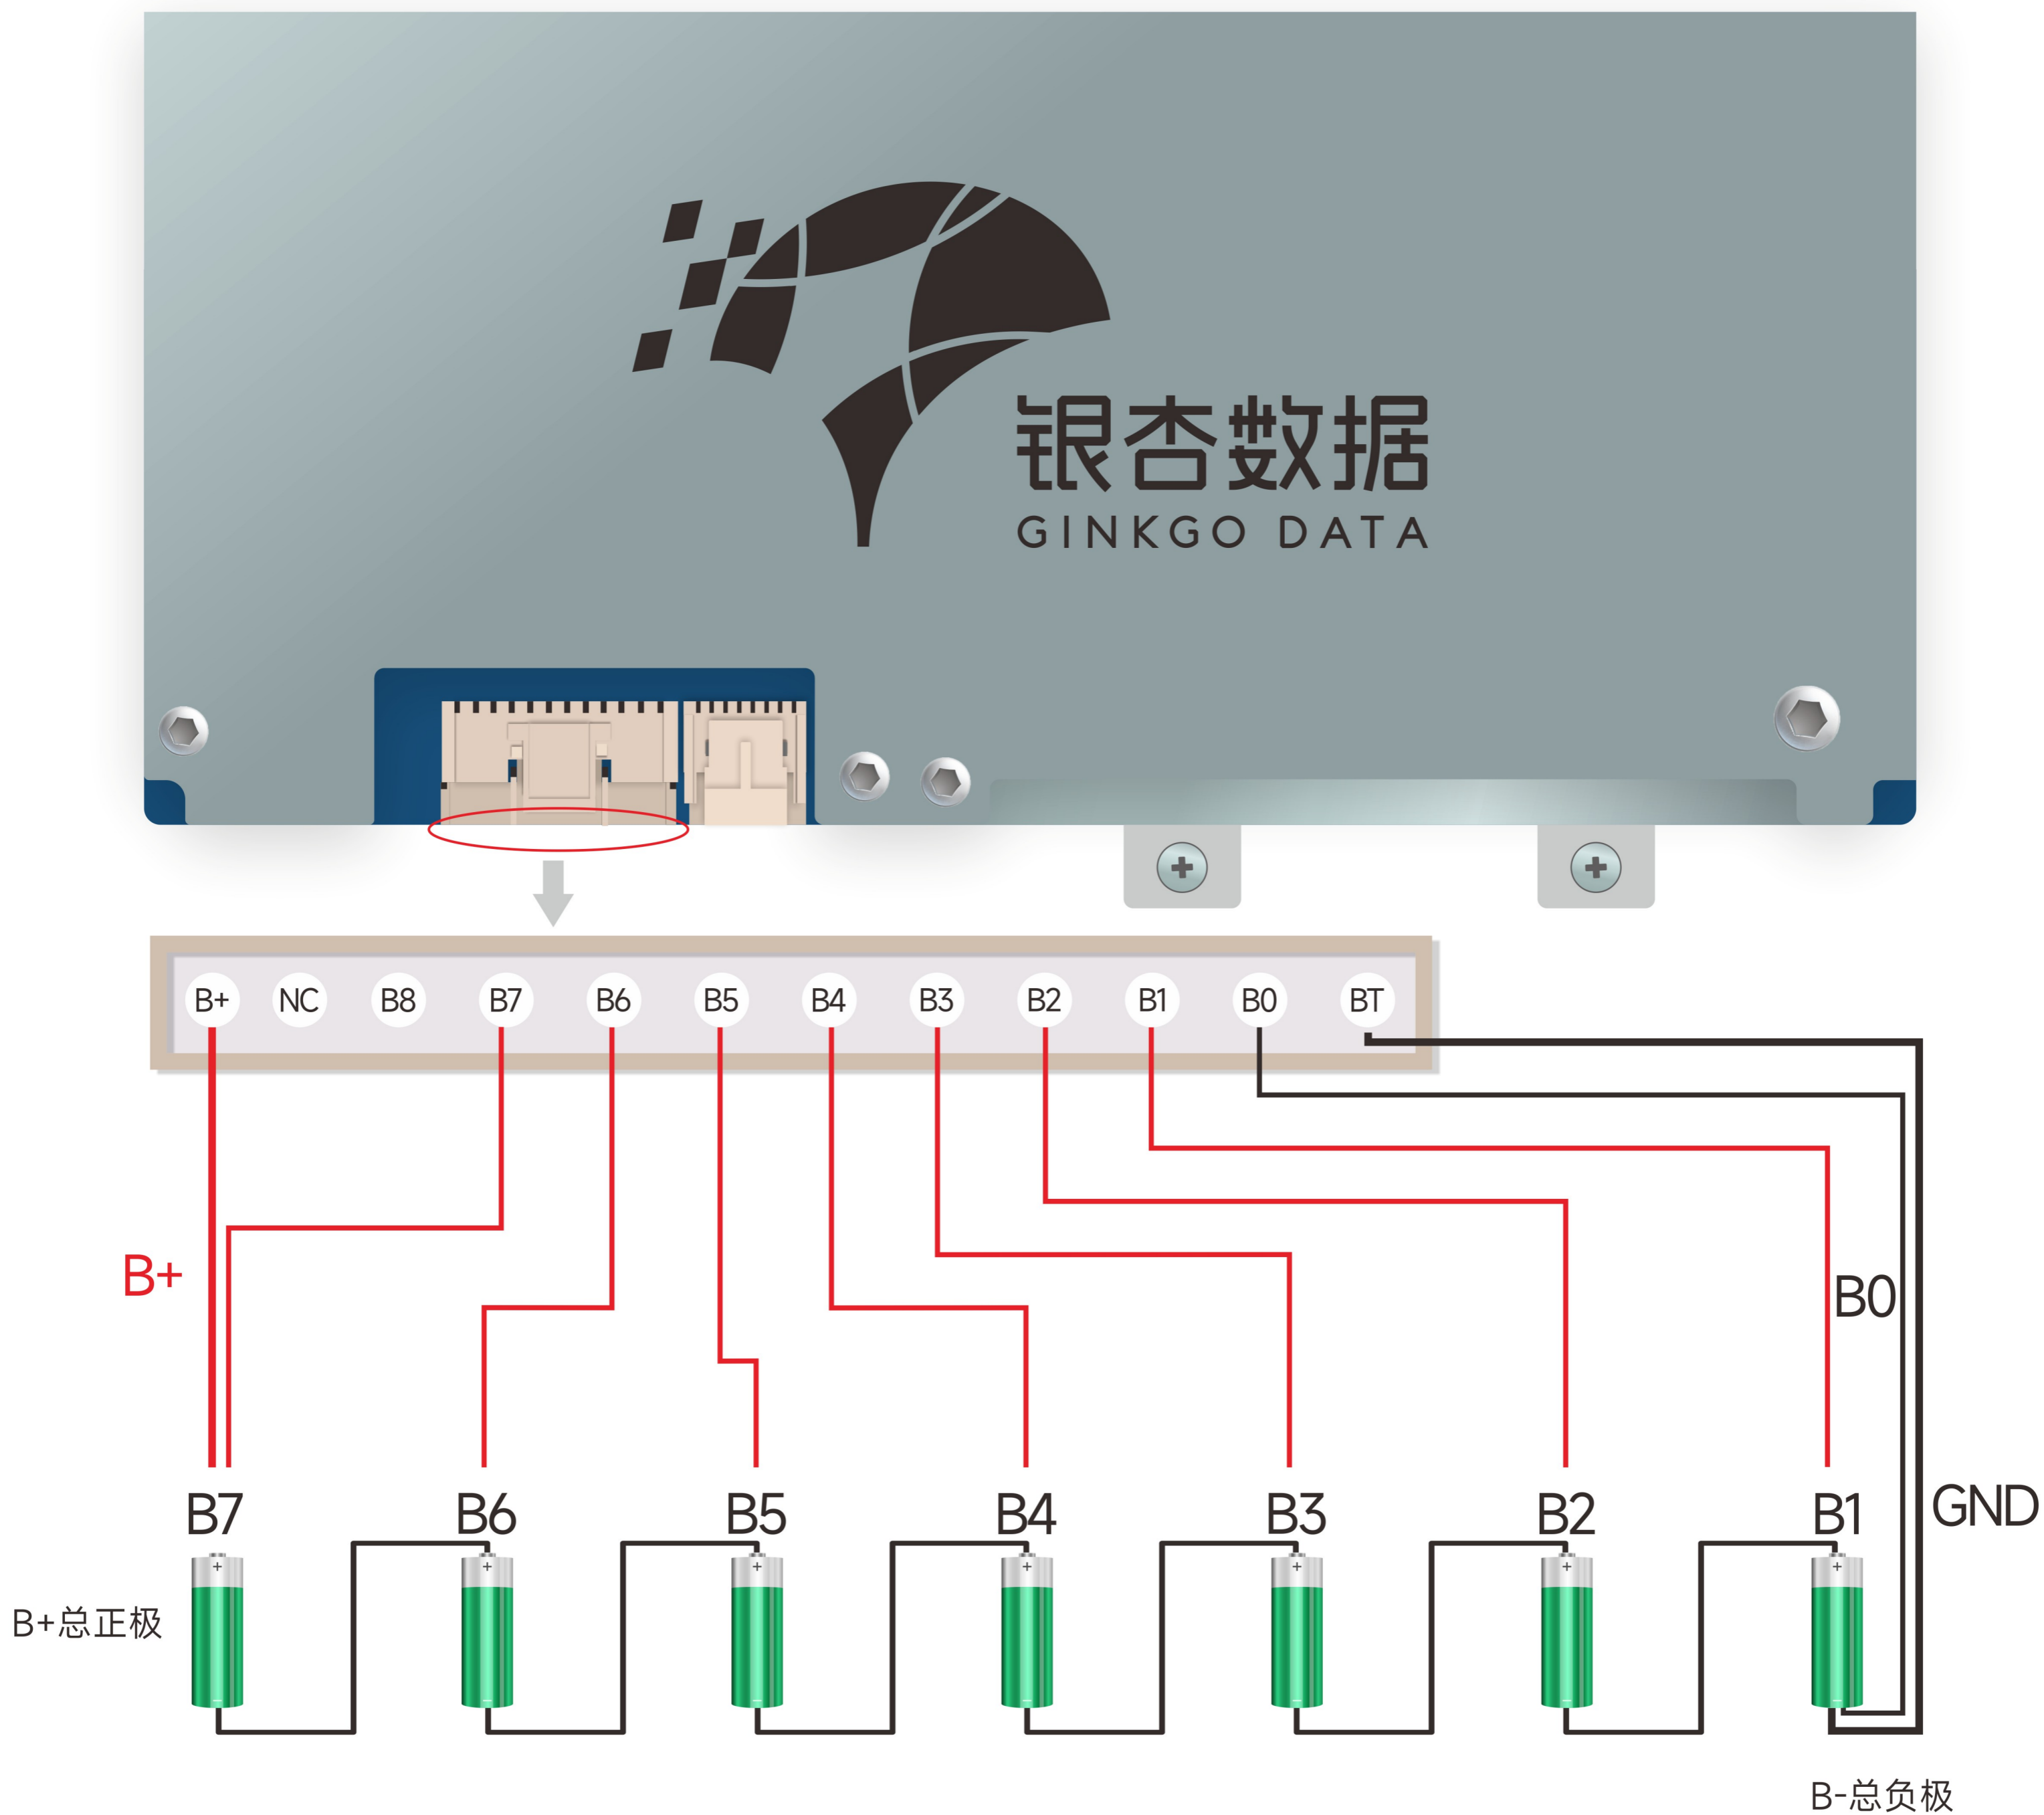 银杏数据
GINKGO DATA
B+ NC B8 B7 B6 B5 B4 B3 B2 B1 B0 BT
B+
B0
B7 B6 B5 B4 B3 B2 B1 GND
+ + + + + + +
B+总正极
− − − − − − −
B-总负极